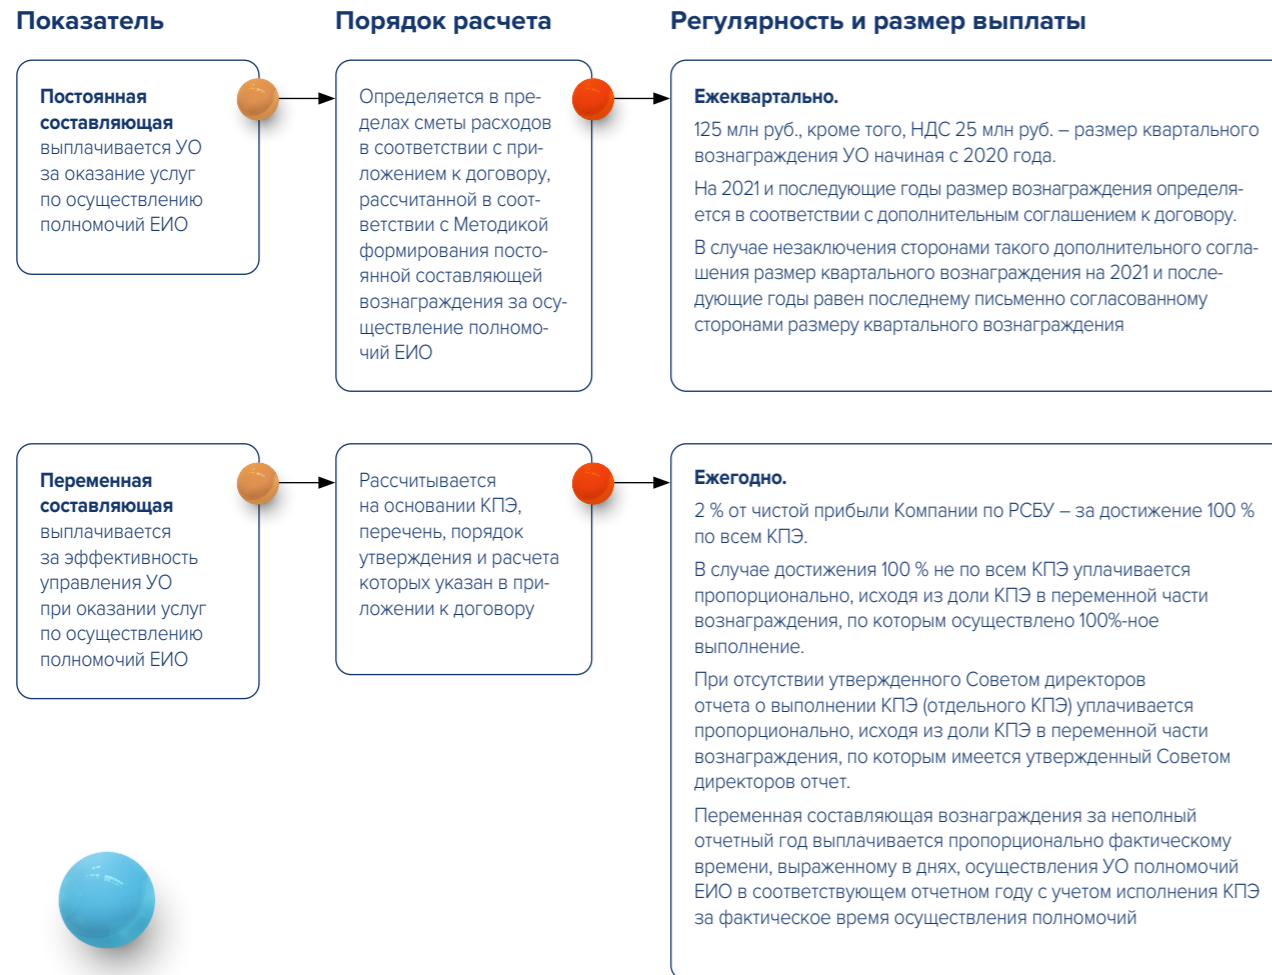 Показатель
Порядок расчета
Регулярность и размер выплаты
Постоянная
составляющая
выплачивается УО
за оказание услуг
по осуществлению
полномочий ЕИО
Определяется в пре-
делах сметы расходов
в соответствии с при-
ложением к договору,
рассчитанной в соот-
ветствии с Методикой
формирования посто-
янной составляющей
вознаграждения за осу-
ществление полномо-
чий ЕИО
Ежеквартально.
125 млн руб., кроме того, НДС 25 млн руб. – размер квартального
вознаграждения УО начиная с 2020 года.
На 2021 и последующие годы размер вознаграждения определя-
ется в соответствии с дополнительным соглашением к договору.
В случае незаключения сторонами такого дополнительного согла-
шения размер квартального вознаграждения на 2021 и после-
дующие годы равен последнему письменно согласованному
сторонами размеру квартального вознаграждения
Переменная
составляющая
выплачивается
за эффективность
управления УО
при оказании услуг
по осуществлению
полномочий ЕИО
Рассчитывается
на основании КПЭ,
перечень, порядок
утверждения и расчета
которых указан в при-
ложении к договору
Ежегодно.
2 % от чистой прибыли Компании по РСБУ – за достижение 100 %
по всем КПЭ.
В случае достижения 100 % не по всем КПЭ уплачивается
пропорционально, исходя из доли КПЭ в переменной части
вознаграждения, по которым осуществлено 100%-ное
выполнение.
При отсутствии утвержденного Советом директоров
отчета о выполнении КПЭ (отдельного КПЭ) уплачивается
пропорционально, исходя из доли КПЭ в переменной части
вознаграждения, по которым имеется утвержденный Советом
директоров отчет.
Переменная составляющая вознаграждения за неполный
отчетный год выплачивается пропорционально фактическому
времени, выраженному в днях, осуществления УО полномочий
ЕИО в соответствующем отчетном году с учетом исполнения КПЭ
за фактическое время осуществления полномочий